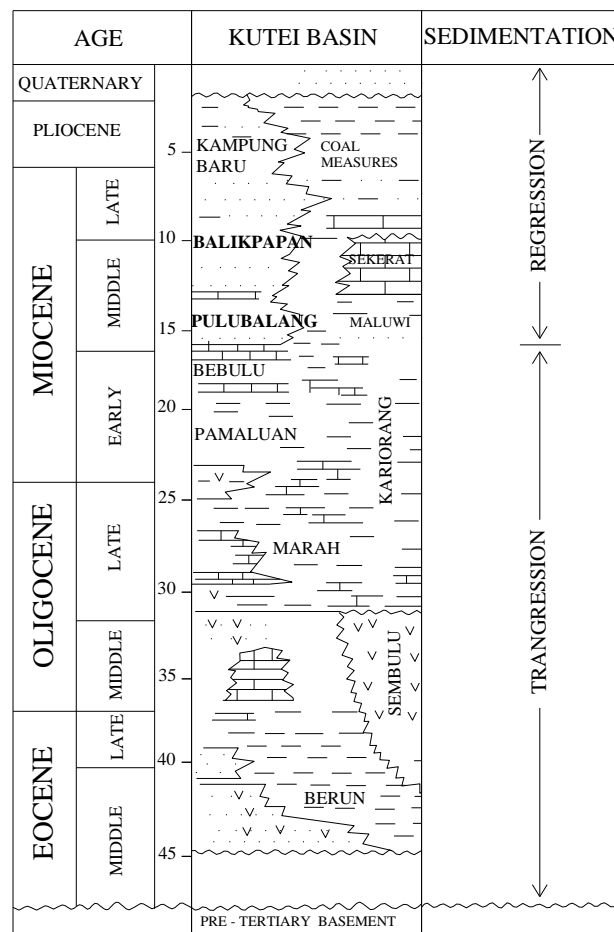 AGE
KUTEI BASIN
SEDIMENTATION
QUATERNARY
PLIOCENE
MIOCENE
LATE
MIDDLE
EARLY
OLIGOCENE
LATE
MIDDLE
EOCENE
LATE
MIDDLE
5
10
15
20
25
30
35
40
45
KAMPUNG
BARU
COAL
MEASURES
BALIKPAPAN
SEKERAT
PULUBALANG
MALUWI
BEBULU
PAMALUAN
KARIORANG
MARAH
SEMBULU
BERUN
REGRESSION
TRANGRESSION
PRE - TERTIARY BASEMENT